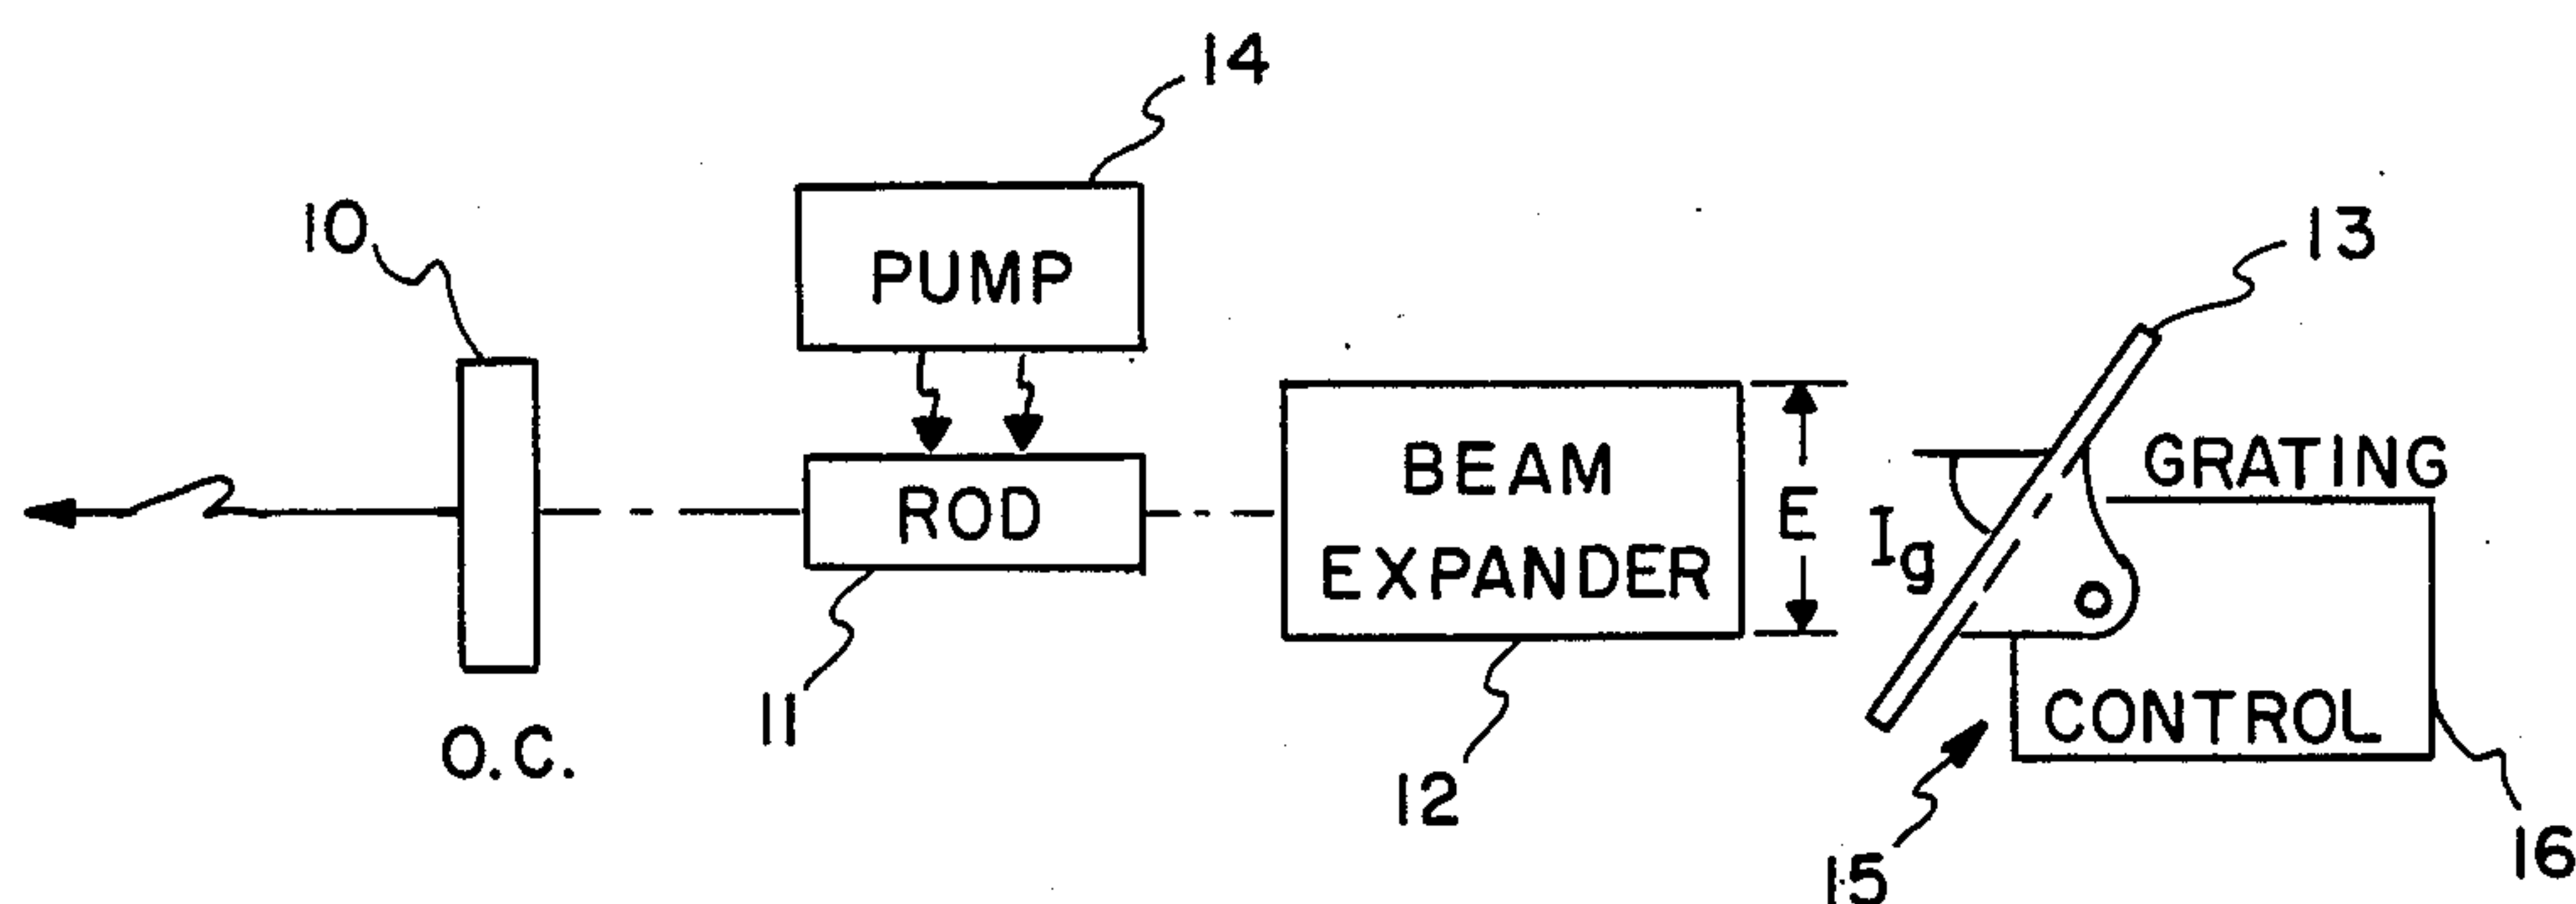 14
10
PUMP
13
ROD
BEAM
EXPANDER
E
Ig
GRATING
CONTROL
O.C.
11
12
15
16